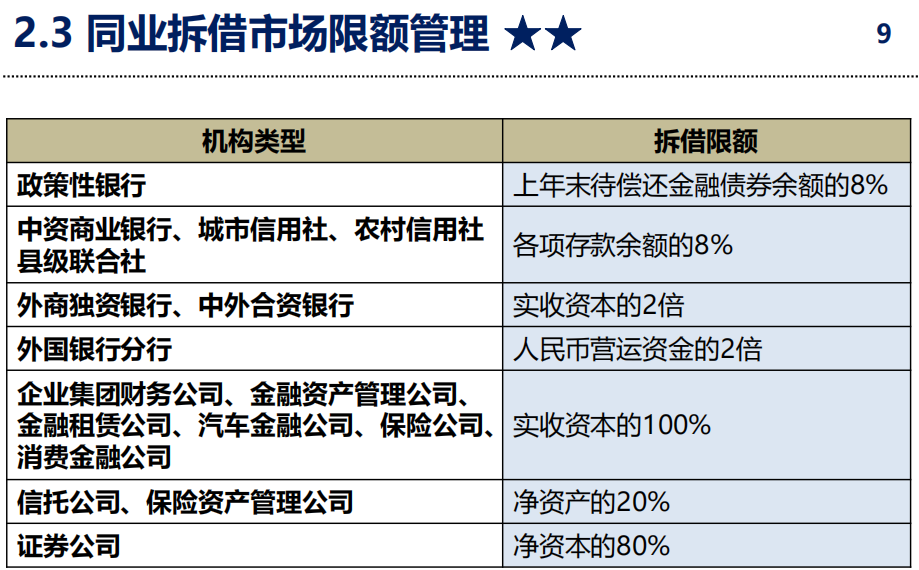 2.3 同业拆借市场限额管理 ★★
9
机构类型
拆借限额
政策性银行
上年末待偿还金融债券余额的8%
中资商业银行、城市信用社、农村信用社
县级联合社
各项存款余额的8%
外商独资银行、中外合资银行
实收资本的2倍
外国银行分行
人民币营运资金的2倍
企业集团财务公司、金融资产管理公司、
金融租赁公司、汽车金融公司、保险公司、
消费金融公司
实收资本的100%
信托公司、保险资产管理公司
净资产的20%
证券公司
净资本的80%